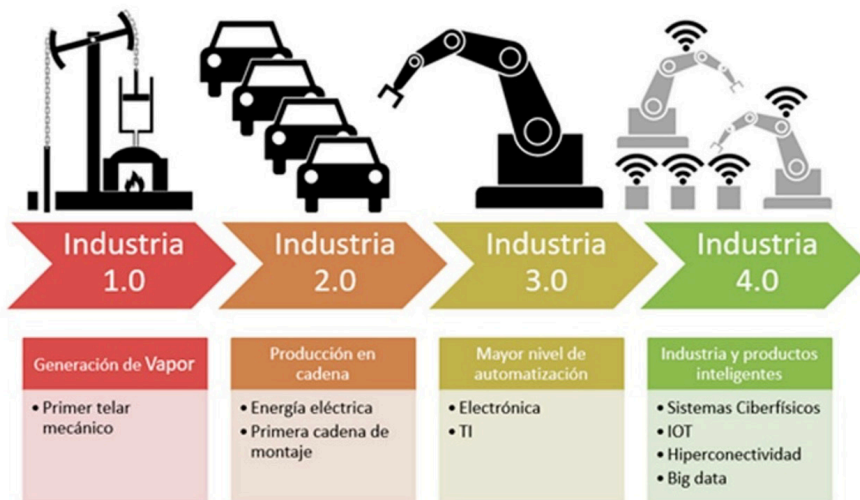 Industria
1.0
Industria
2.0
Industria
3.0
Industria
4.0
Generación de Vapor
• Primer telar
mecánico
Producción en
cadena
• Energía eléctrica
• Primera cadena de
montaje
Mayor nivel de
automatización
• Electrónica
• TI
Industria y productos
inteligentes
• Sistemas Ciberfísicos
• IOT
• Hiperconectividad
• Big data